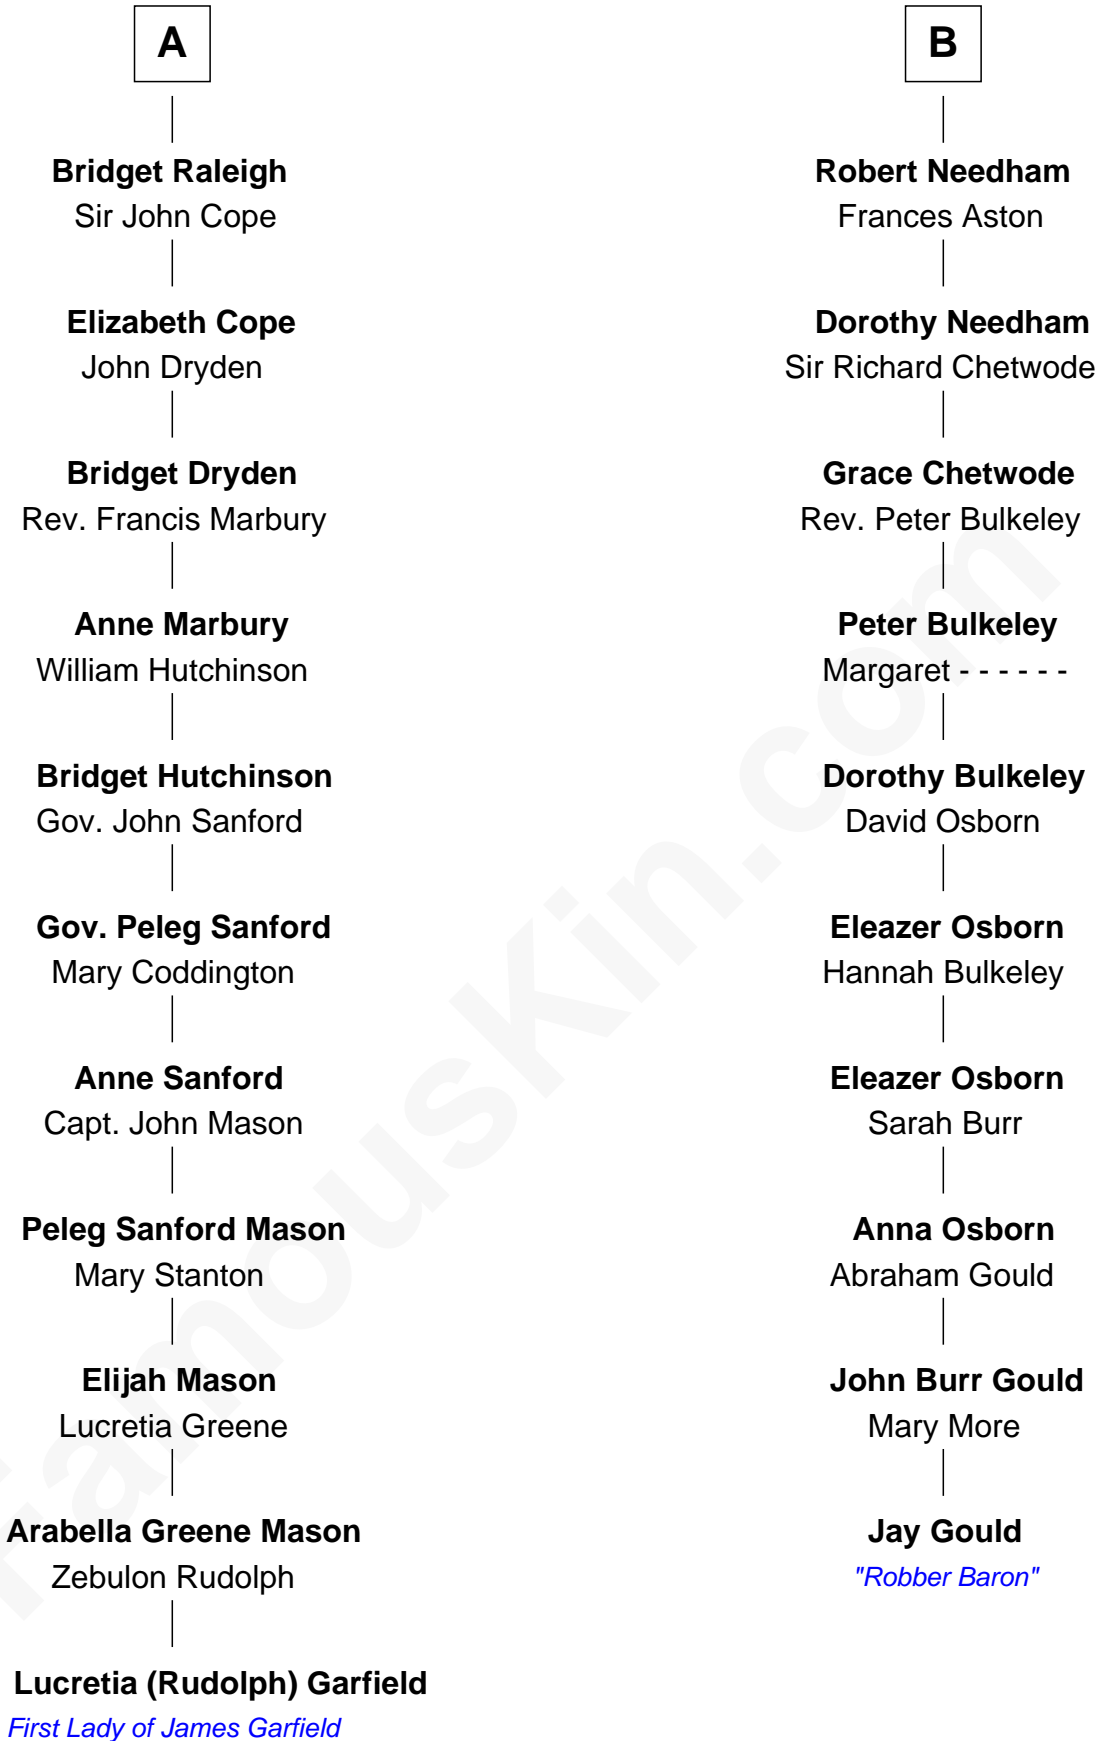 A
Bridget Raleigh
Sir John Cope
Elizabeth Cope
John Dryden
Bridget Dryden
Rev. Francis Marbury
Anne Marbury
William Hutchinson
Bridget Hutchinson
Gov. John Sanford
Gov. Peleg Sanford
Mary Coddington
Anne Sanford
Capt. John Mason
Peleg Sanford Mason
Mary Stanton
Elijah Mason
Lucretia Greene
Arabella Greene Mason
Zebulon Rudolph
Lucretia (Rudolph) Garfield
First Lady of James Garfield
B
Robert Needham
Frances Aston
Dorothy Needham
Sir Richard Chetwode
Grace Chetwode
Rev. Peter Bulkeley
Peter Bulkeley
Margaret - - - - - -
Dorothy Bulkeley
David Osborn
Eleazer Osborn
Hannah Bulkeley
Eleazer Osborn
Sarah Burr
Anna Osborn
Abraham Gould
John Burr Gould
Mary More
Jay Gould
"Robber Baron"
FamousKin.com